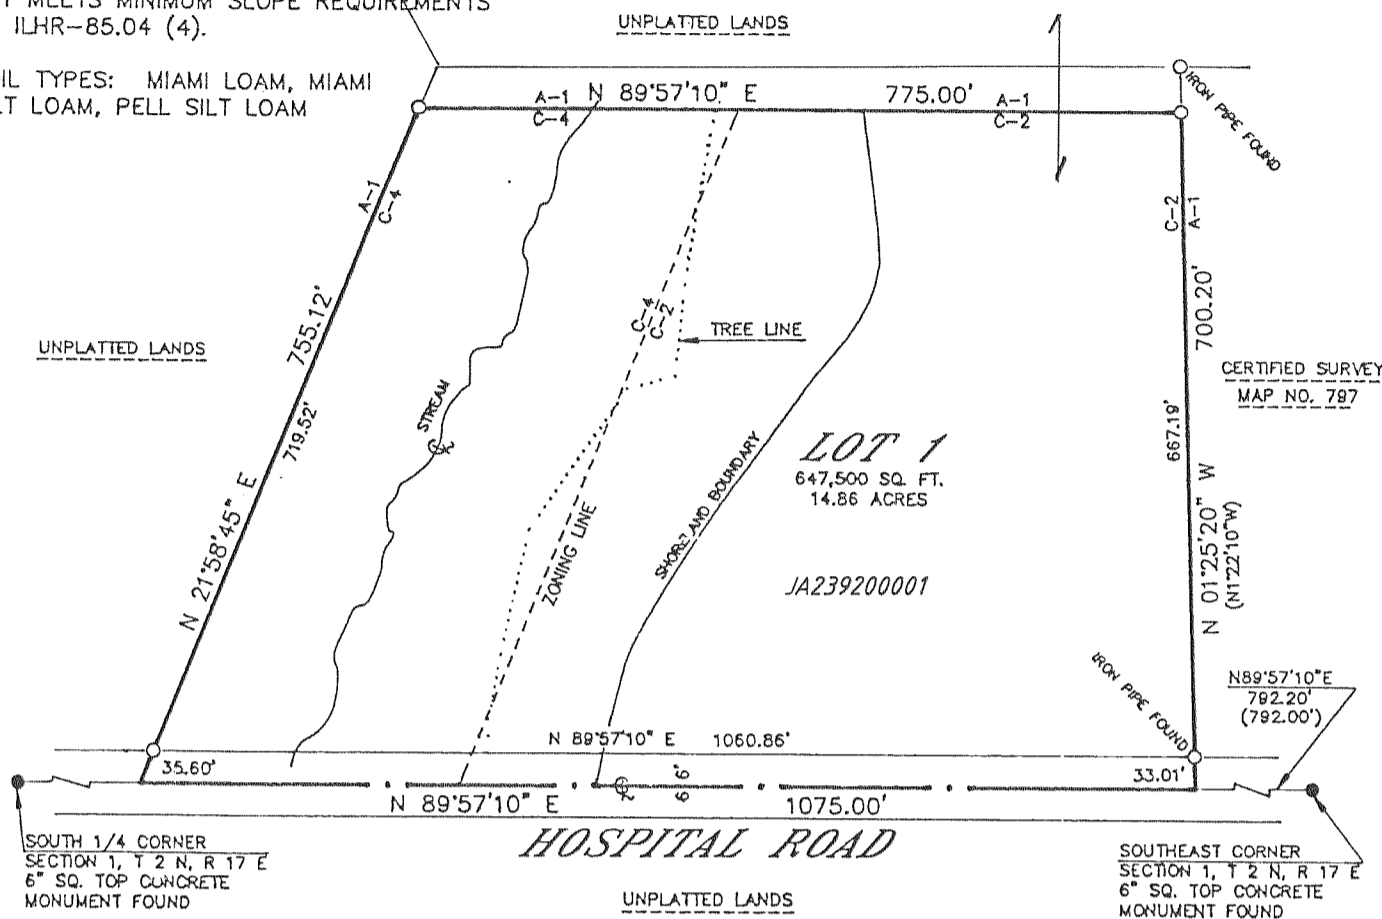 MEETS MINIMUM SLOPE REQUIREMENTS
ILHR-85.04 (4).
TYPES: MIAMI LOAM, MIAMI
LOAM, PELL SILT LOAM
UNPLATTED LANDS
IRON PIPE FOUND
A-1
C-4
N 89°57'10" E
775.00'
A-1
C-2
A-1
C-4
C-2
A-1
755.12'
719.52'
N 21°58'45" E
UNPLATTED LANDS
STREAM
C-4
C-2
TREE LINE
ZONING LINE
SHORELAND BOUNDARY
LOT 1
647,500 SQ. FT.
14.86 ACRES
JA239200001
700.20'
667.19'
N 01°25'20" W
(N1°22'10"W)
CERTIFIED SURVEY
MAP NO. 797
IRON PIPE FOUND
N89°57'10"E
792.20'
(792.00')
N 89°57'10" E 1060.86'
35.60'
33.01'
66'
N 89°57'10" E
1075.00'
HOSPITAL ROAD
UNPLATTED LANDS
SOUTH 1/4 CORNER
SECTION 1, T 2 N, R 17 E
6" SQ. TOP CONCRETE
MONUMENT FOUND
SOUTHEAST CORNER
SECTION 1, T 2 N, R 17 E
6" SQ. TOP CONCRETE
MONUMENT FOUND